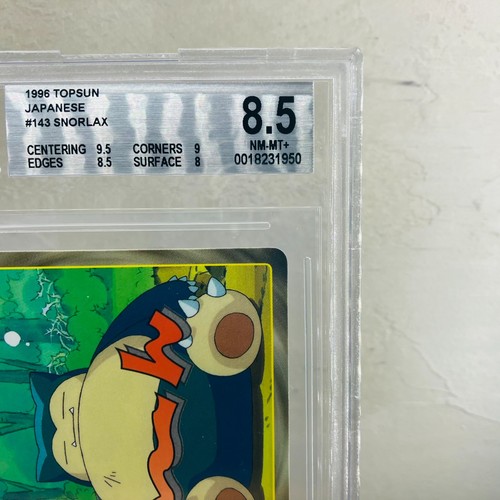 1996 TOPSUN
JAPANESE
#143 SNORLAX
CENTERING 9.5 CORNERS 9
EDGES 8.5 SURFACE 8
8.5
NM-MT+
0018231950